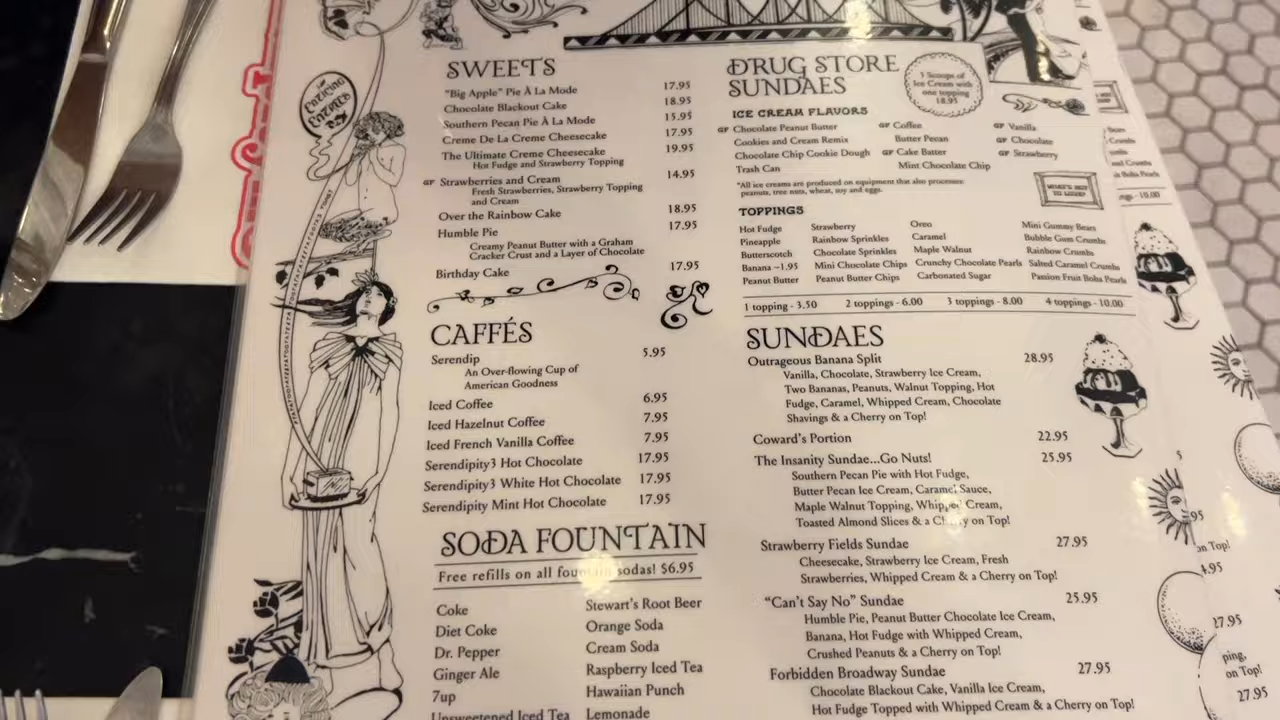 SWEETS
"Big Apple" Pie À La Mode 17.95
Chocolate Blackout Cake 18.95
Southern Pecan Pie À La Mode 15.95
Creme De La Creme Cheesecake 17.95
The Ultimate Creme Cheesecake 19.95
Hot Fudge and Strawberry Topping
GF Strawberries and Cream 14.95
Fresh Strawberries, Strawberry Topping
and Cream
Over the Rainbow Cake 18.95
Humble Pie 17.95
Creamy Peanut Butter with a Graham
Cracker Crust and a Layer of Chocolate
Birthday Cake 17.95
CAFFÉS
Serendip 5.95
An Over-flowing Cup of
American Goodness
Iced Coffee 6.95
Iced Hazelnut Coffee 7.95
Iced French Vanilla Coffee 7.95
Serendipity3 Hot Chocolate 17.95
Serendipity3 White Hot Chocolate 17.95
Serendipity Mint Hot Chocolate 17.95
SODA FOUNTAIN
Free refills on all fountain sodas! $6.95
Coke Stewart's Root Beer
Diet Coke Orange Soda
Dr. Pepper Cream Soda
Ginger Ale Raspberry Iced Tea
7up Hawaiian Punch
Unsweetened Iced Tea Lemonade
DRUG STORE
SUNDAES
3 Scoops of
Ice Cream with
one topping
18.95
ICE CREAM FLAVORS
GF Chocolate Peanut Butter GF Coffee GF Vanilla
Cookies and Cream Remix Butter Pecan GF Chocolate
Chocolate Chip Cookie Dough GF Cake Batter GF Strawberry
Trash Can Mint Chocolate Chip
*All ice creams are produced on equipment that also processes
peanuts, tree nuts, wheat, soy and eggs.
TOPPINGS
Hot Fudge Strawberry Oreo Mini Gummy Bears
Pineapple Rainbow Sprinkles Caramel Bubble Gum Crumbs
Butterscotch Chocolate Sprinkles Maple Walnut Rainbow Crumbs
Banana ~1.95 Mini Chocolate Chips Crunchy Chocolate Pearls Salted Caramel Crumbs
Peanut Butter Peanut Butter Chips Carbonated Sugar Passion Fruit Boba Pearls
1 topping - 3.50 2 toppings - 6.00 3 toppings - 8.00 4 toppings - 10.00
SUNDAES
Outrageous Banana Split 28.95
Vanilla, Chocolate, Strawberry Ice Cream,
Two Bananas, Peanuts, Walnut Topping, Hot
Fudge, Caramel, Whipped Cream, Chocolate
Shavings & a Cherry on Top!
Coward's Portion 22.95
The Insanity Sundae...Go Nuts! 25.95
Southern Pecan Pie with Hot Fudge,
Butter Pecan Ice Cream, Caramel Sauce,
Maple Walnut Topping, Whipped Cream,
Toasted Almond Slices & a Cherry on Top!
Strawberry Fields Sundae 27.95
Cheesecake, Strawberry Ice Cream, Fresh
Strawberries, Whipped Cream & a Cherry on Top!
"Can't Say No" Sundae 25.95
Humble Pie, Peanut Butter Chocolate Ice Cream,
Banana, Hot Fudge with Whipped Cream,
Crushed Peanuts & a Cherry on Top!
Forbidden Broadway Sundae 27.95
Chocolate Blackout Cake, Vanilla Ice Cream,
Hot Fudge Topped with Whipped Cream & a Cherry on Top!
on Top!
27.95
ping,
on Top!
27.95